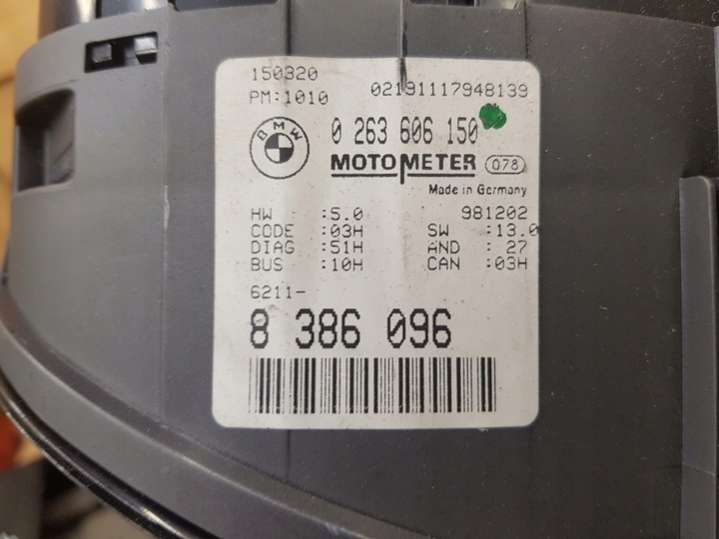 150320
PM:1010 02191117948139
BMW 0 263 606 150
MOTOMETER 078
Made in Germany
HW :5.0 981202
CODE :03H SW :13.0
DIAG :51H AND : 27
BUS :10H CAN :03H
6211-
8 386 096